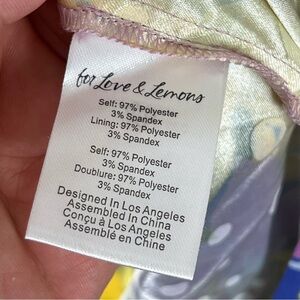 for Love & Lemons
Self: 97% Polyester
3% Spandex
Lining: 97% Polyester
3% Spandex
Self: 97% Polyester
3% Spandex
Doublure: 97% Polyester
3% Spandex
Designed In Los Angeles
Assembled In China
Conçu à Los Angeles
Assemblé en Chine